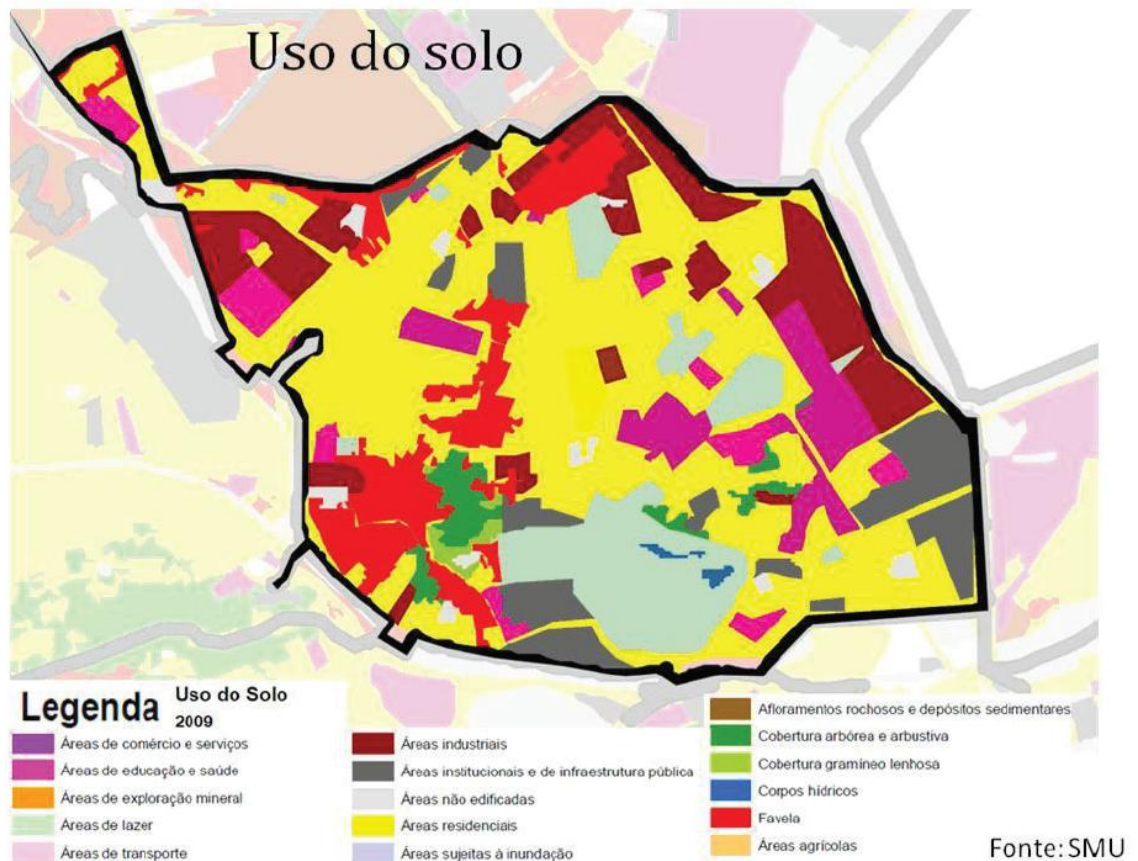 Uso do solo
Legenda Uso do Solo
2009
Áreas de comércio e serviços
Áreas de educação e saúde
Áreas de exploração mineral
Áreas de lazer
Áreas de transporte
Áreas industriais
Áreas institucionais e de infraestrutura pública
Áreas não edificadas
Áreas residenciais
Áreas sujeitas à inundação
Afloramentos rochosos e depósitos sedimentares
Cobertura arbórea e arbustiva
Cobertura gramíneo lenhosa
Corpos hídricos
Favela
Áreas agrícolas
Fonte: SMU